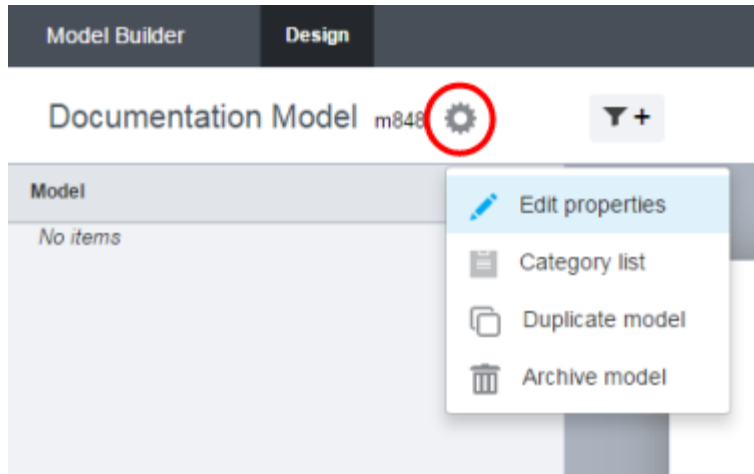 Model Builder Design
Documentation Model m848
Model
No items
Edit properties
Category list
Duplicate model
Archive model